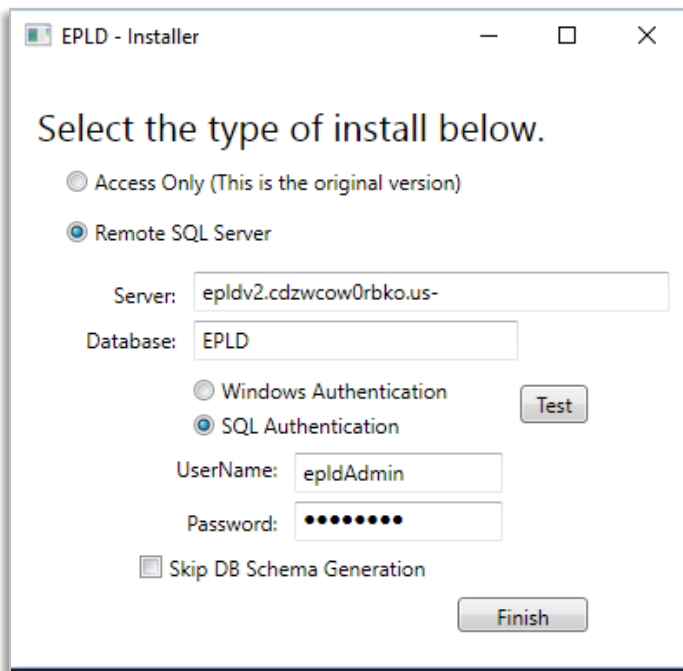 EPLD - Installer
Select the type of install below.
Access Only (This is the original version)
Remote SQL Server
Server: epldv2.cdzwcow0rbko.us-
Database: EPLD
Windows Authentication
Test
SQL Authentication
UserName: epldAdmin
Password: ●●●●●●●●
Skip DB Schema Generation
Finish